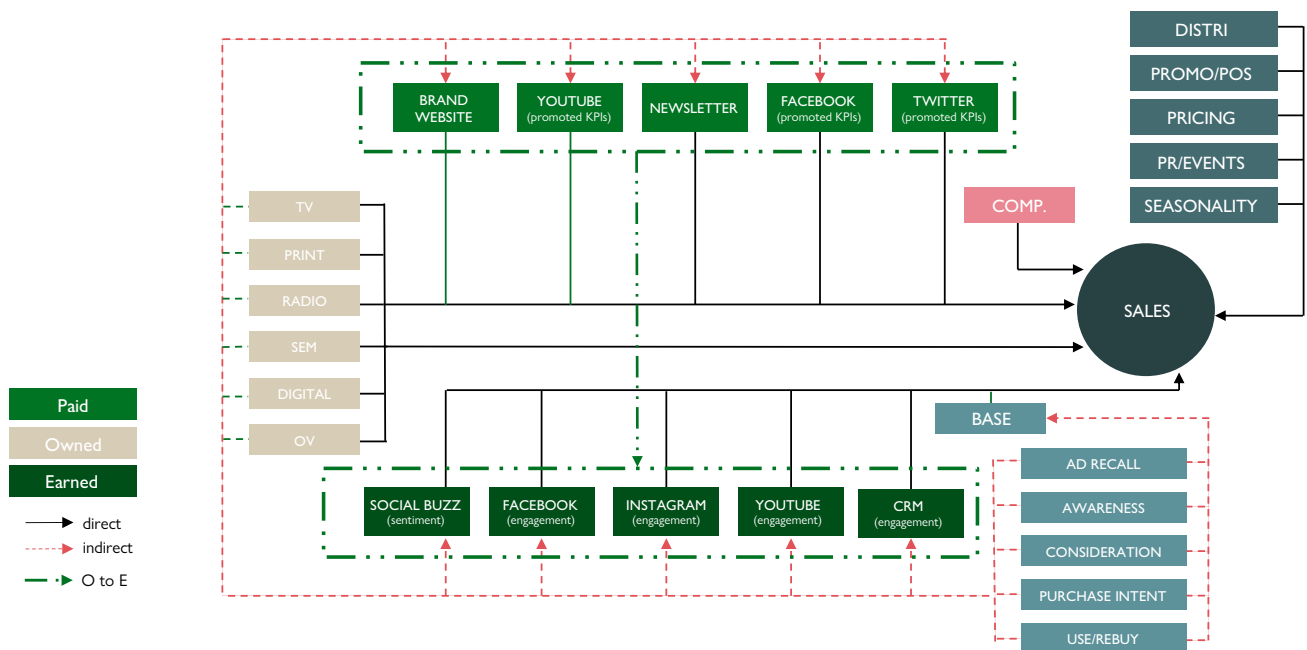 DISTRI
PROMO/POS
PRICING
PR/EVENTS
SEASONALITY
BRAND
WEBSITE
YOUTUBE
(promoted KPIs)
NEWSLETTER
FACEBOOK
(promoted KPIs)
TWITTER
(promoted KPIs)
COMP.
TV
PRINT
RADIO
SEM
DIGITAL
OV
SALES
Paid
Owned
Earned
direct
indirect
O to E
BASE
SOCIAL BUZZ
(sentiment)
FACEBOOK
(engagement)
INSTAGRAM
(engagement)
YOUTUBE
(engagement)
CRM
(engagement)
AD RECALL
AWARENESS
CONSIDERATION
PURCHASE INTENT
USE/REBUY